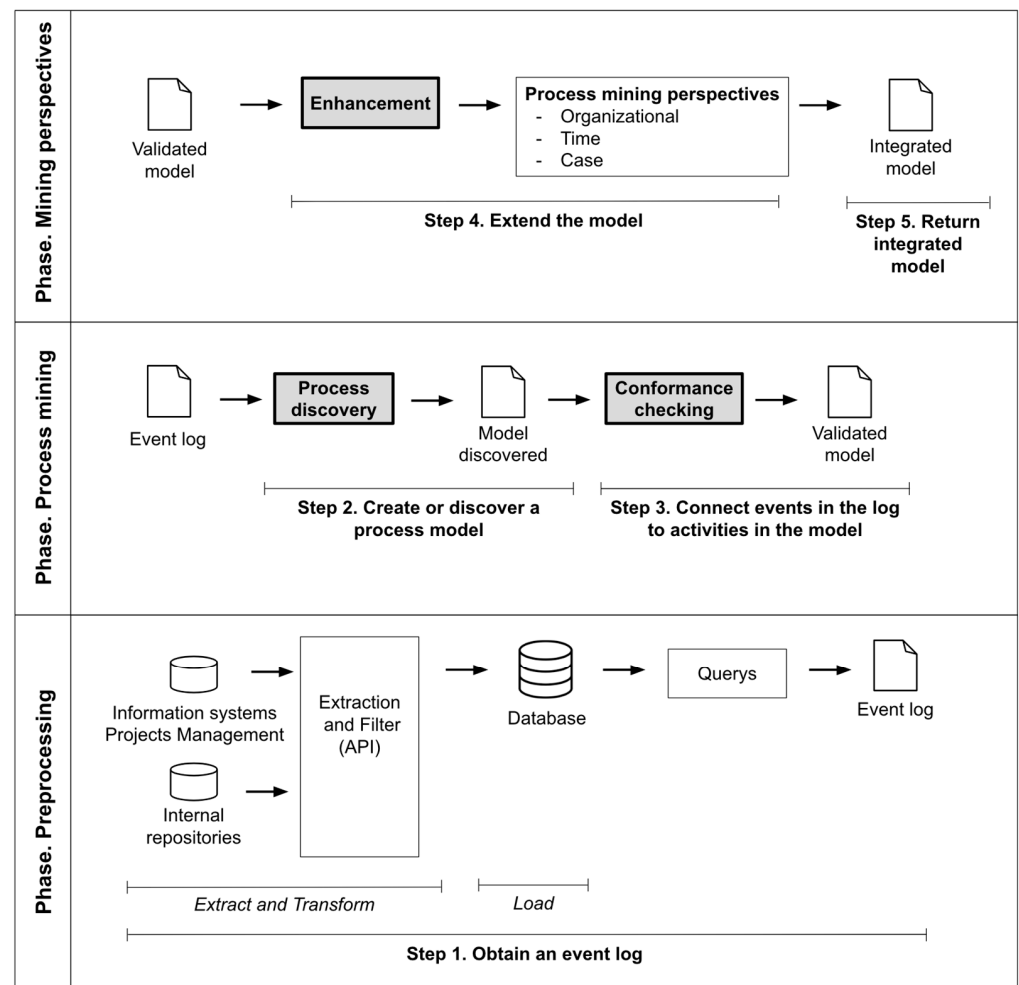 Phase. Mining perspectives
Validated
model
Enhancement
Process mining perspectives
- Organizational
- Time
- Case
Integrated
model
Step 4. Extend the model
Step 5. Return
integrated
model
Phase. Process mining
Event log
Process
discovery
Model
discovered
Conformance
checking
Validated
model
Step 2. Create or discover a
process model
Step 3. Connect events in the log
to activities in the model
Phase. Preprocessing
Information systems
Projects Management
Internal
repositories
Extraction
and Filter
(API)
Database
Querys
Event log
Extract and Transform
Load
Step 1. Obtain an event log